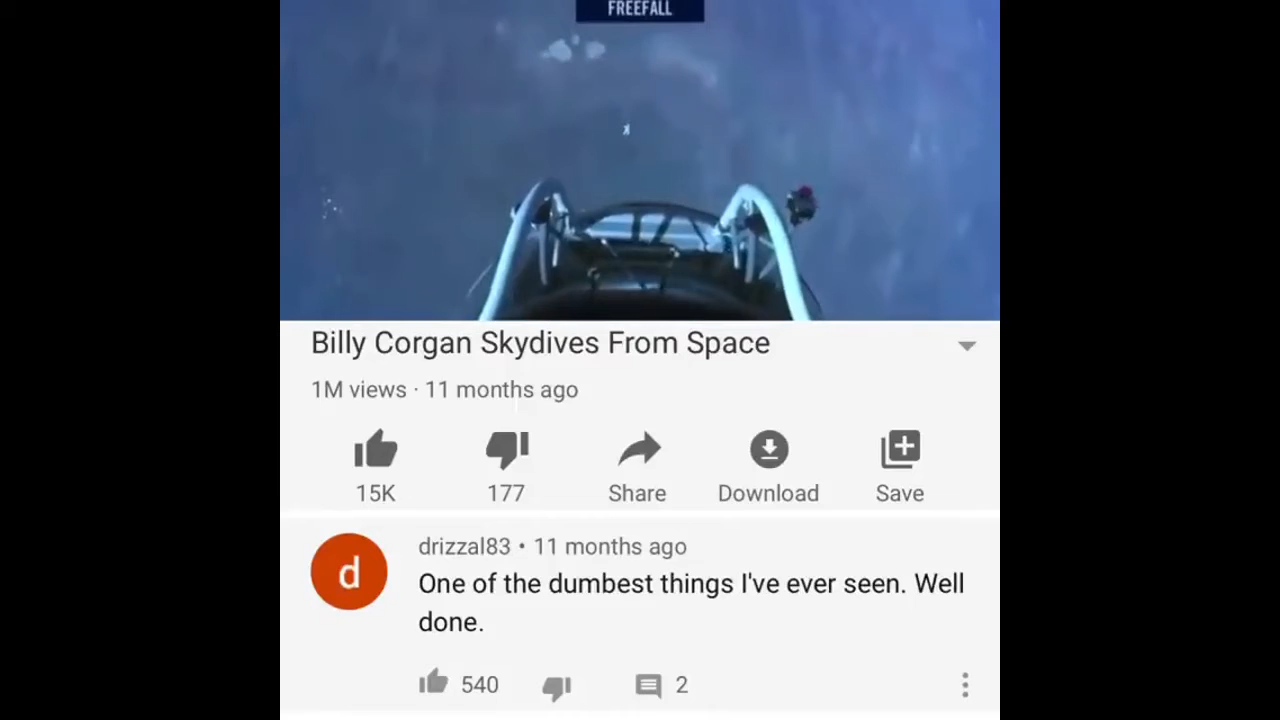 FREEFALL
Billy Corgan Skydives From Space
1M views · 11 months ago
15K
177
Share
Download
Save
d
drizzal83 • 11 months ago
One of the dumbest things I've ever seen. Well
done.
540
2